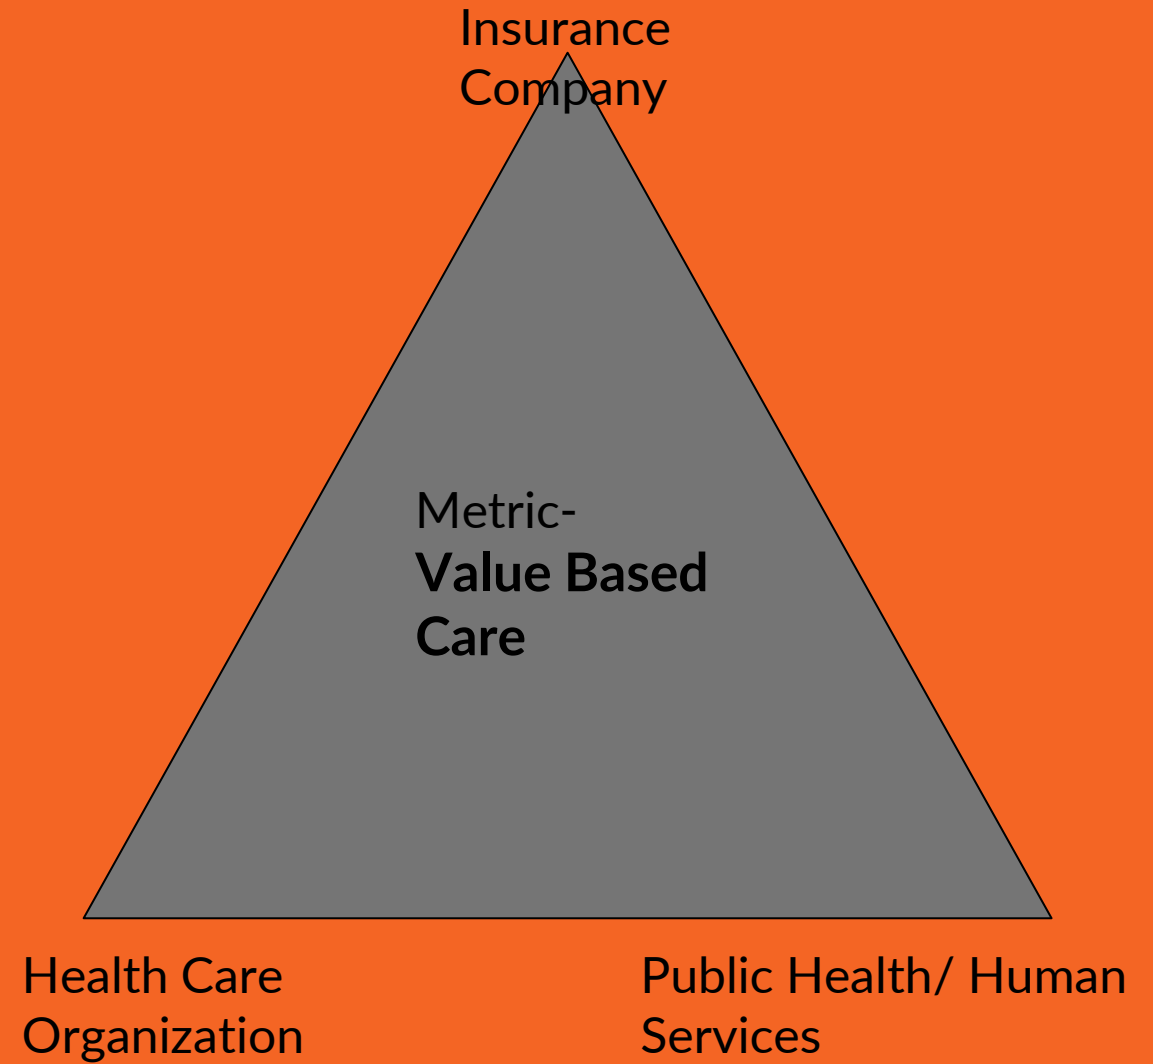 Insurance
Company
Metric-
Value Based
Care
Health Care
Organization
Public Health/ Human
Services